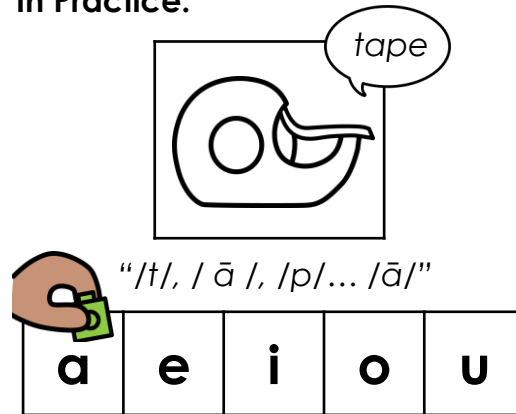 In Practice:
tape
“/t/, / ā /, /p/... /ā/”
a e i o u